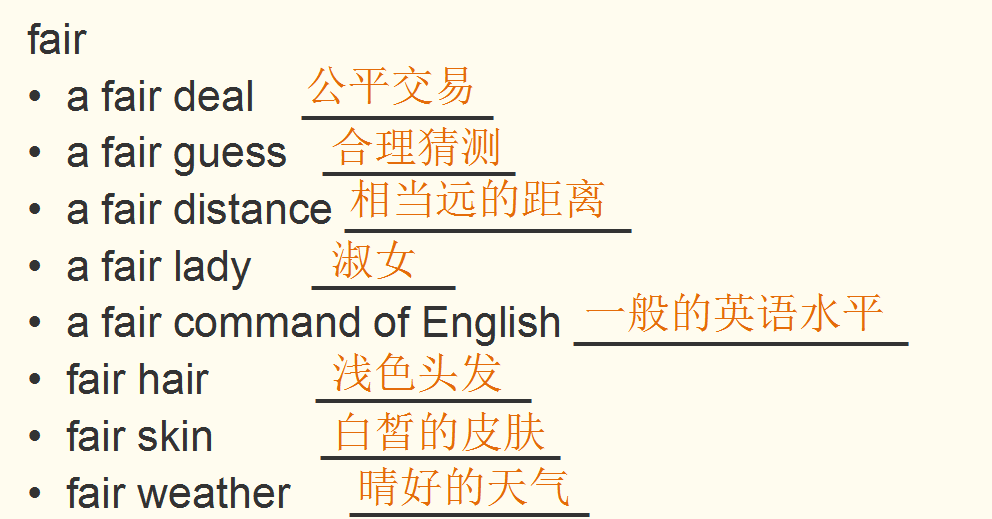 fair
• a fair deal 公平交易
• a fair guess 合理猜测
• a fair distance 相当远的距离
• a fair lady 淑女
• a fair command of English 一般的英语水平
• fair hair 浅色头发
• fair skin 白皙的皮肤
• fair weather 晴好的天气